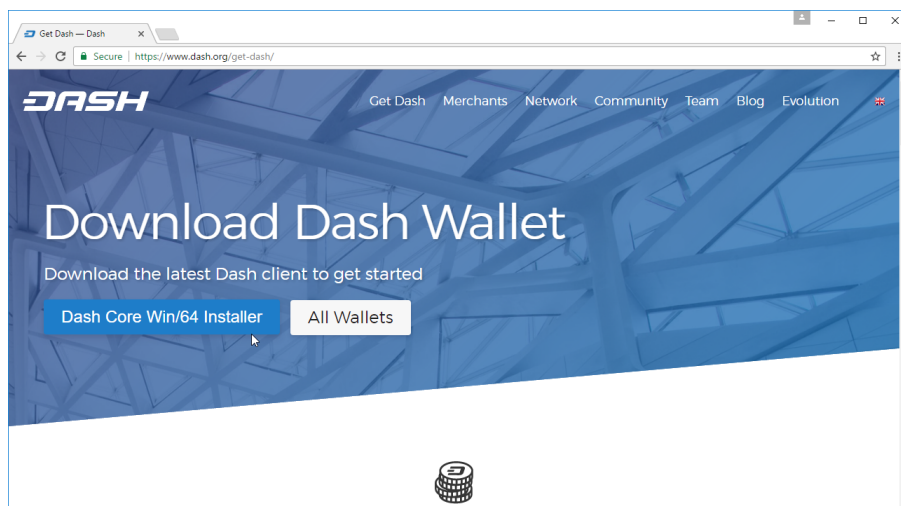 Get Dash — Dash
Secure | https://www.dash.org/get-dash/
DASH
Get Dash Merchants Network Community Team Blog Evolution
Download Dash Wallet
Download the latest Dash client to get started
Dash Core Win/64 Installer All Wallets